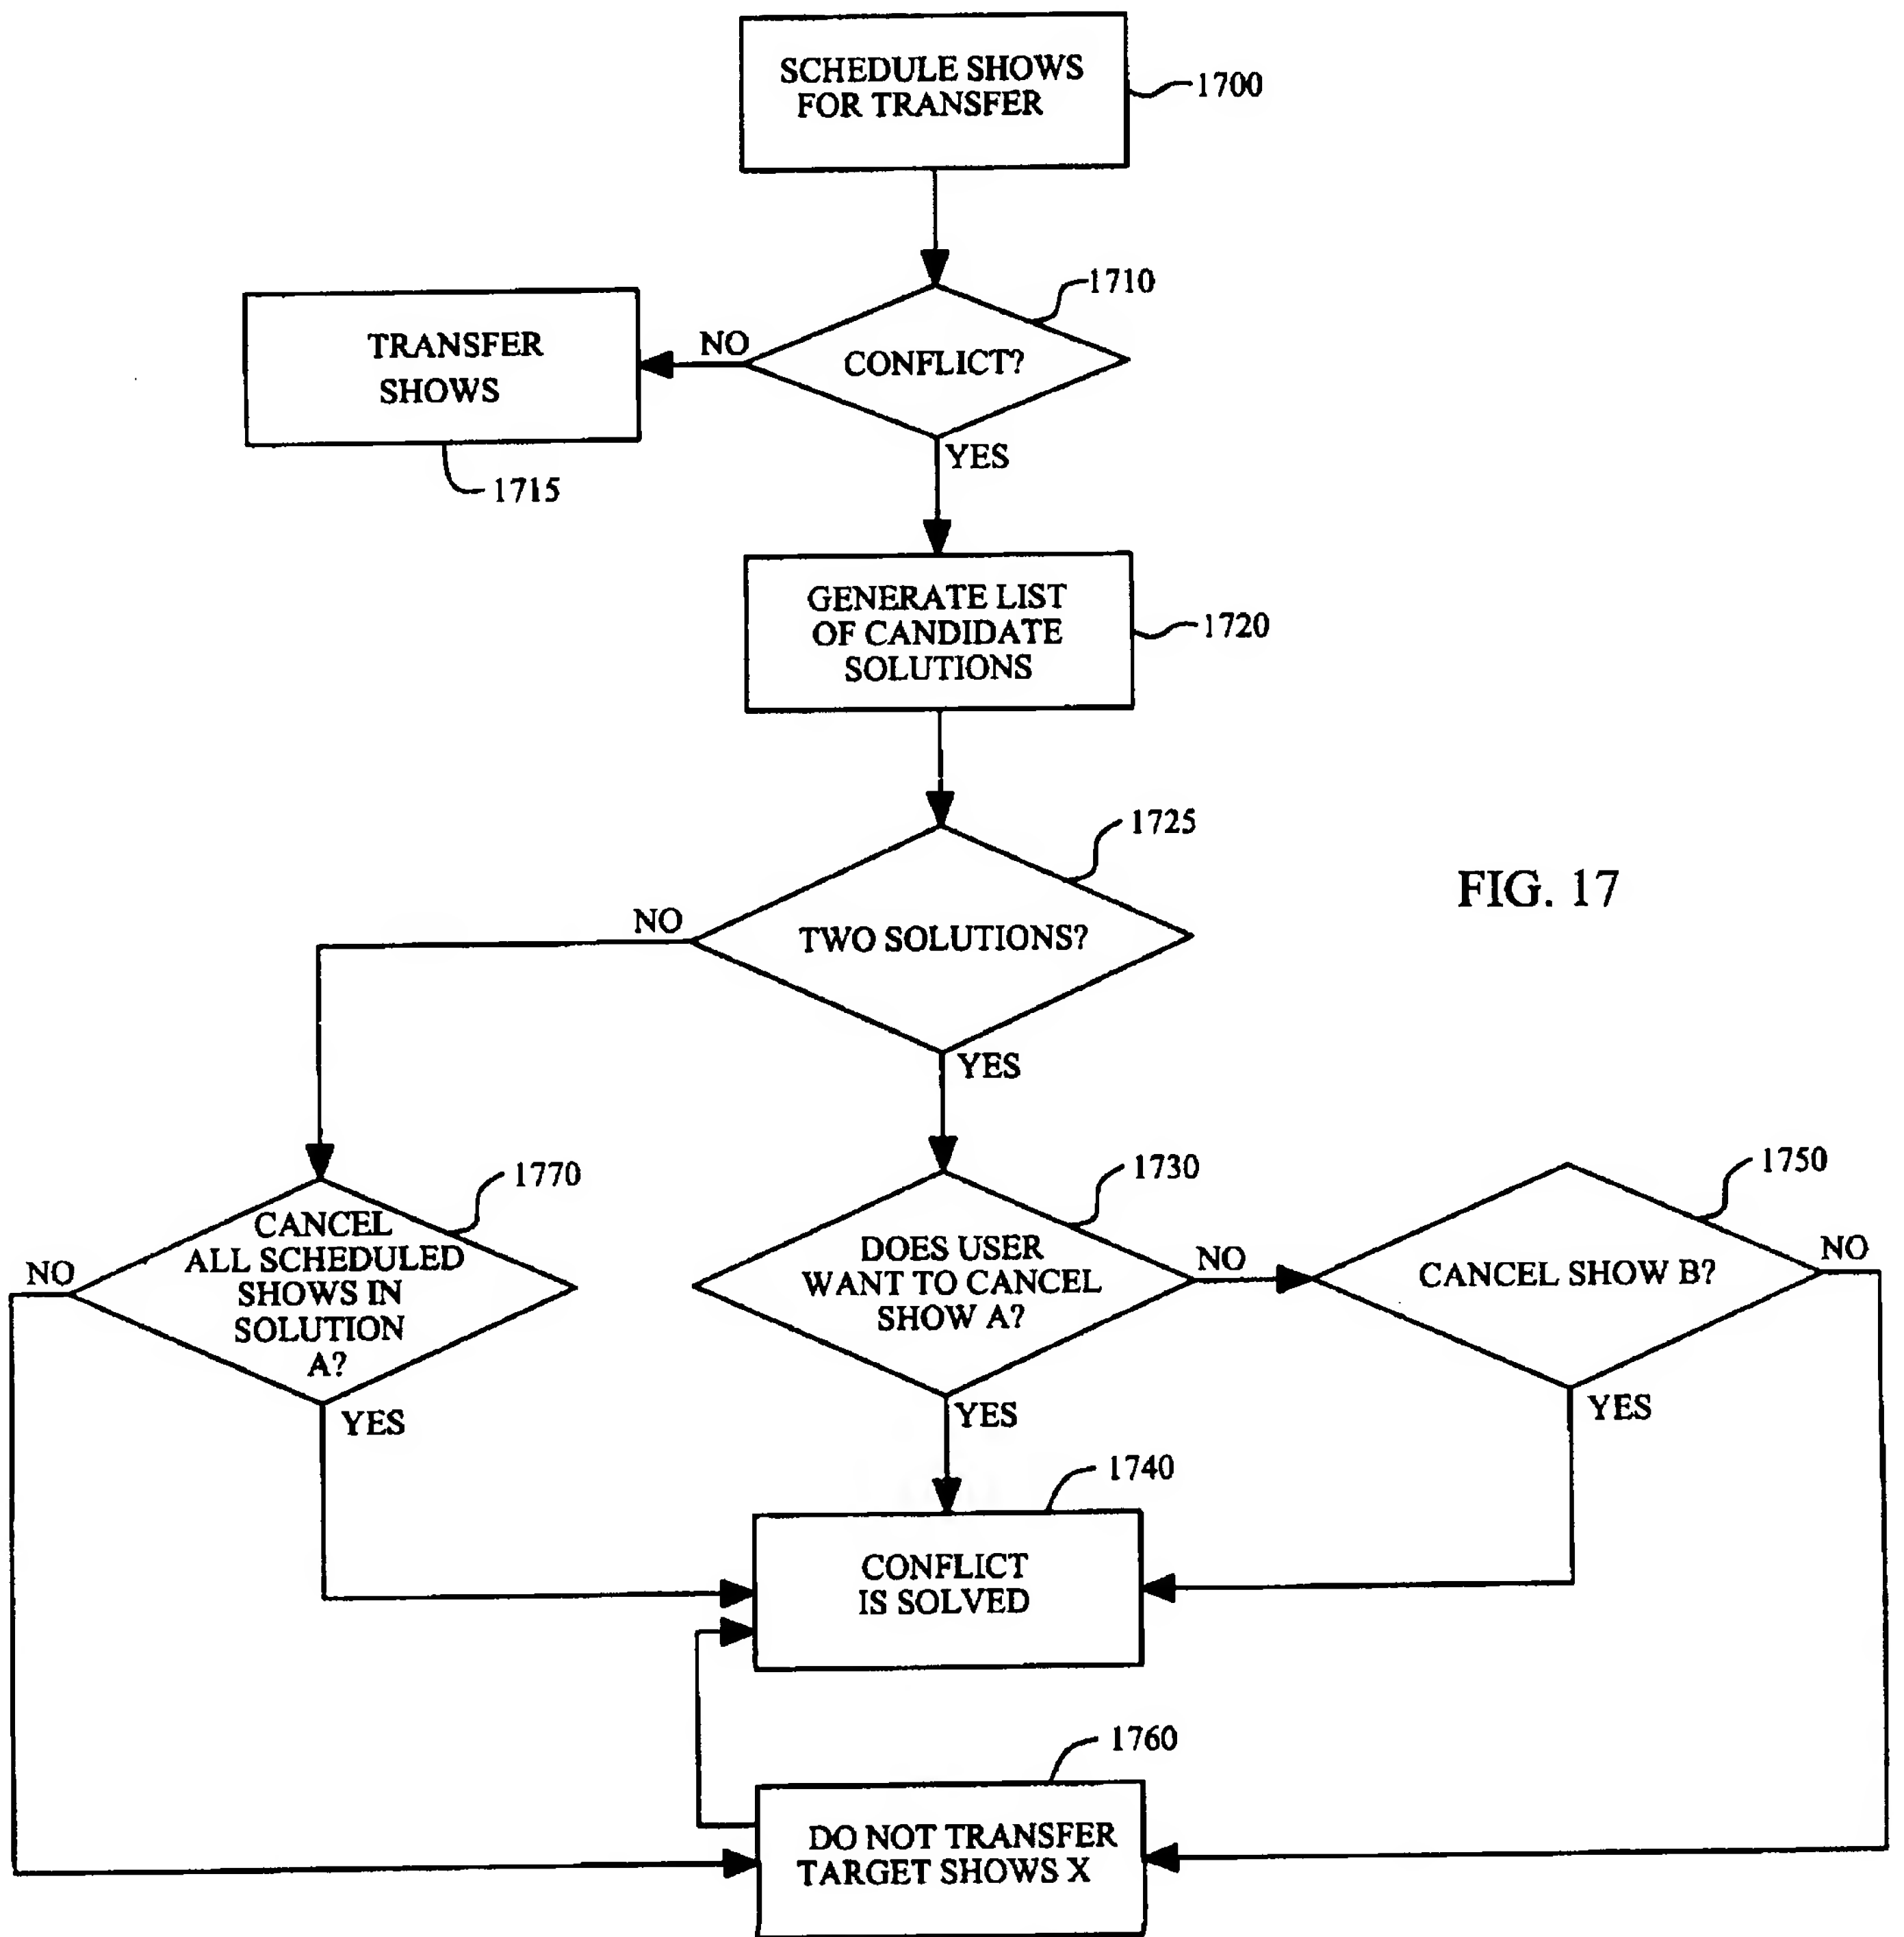 SCHEDULE SHOWS
FOR TRANSFER
1700
1710
TRANSFER
SHOWS
NO
CONFLICT?
1715
YES
GENERATE LIST
OF CANDIDATE
SOLUTIONS
1720
1725
FIG. 17
NO
TWO SOLUTIONS?
YES
1770
1730
1750
CANCEL
ALL SCHEDULED
SHOWS IN
SOLUTION
A?
NO
DOES USER
WANT TO CANCEL
SHOW A?
NO
CANCEL SHOW B?
NO
YES
YES
YES
1740
CONFLICT
IS SOLVED
1760
DO NOT TRANSFER
TARGET SHOWS X